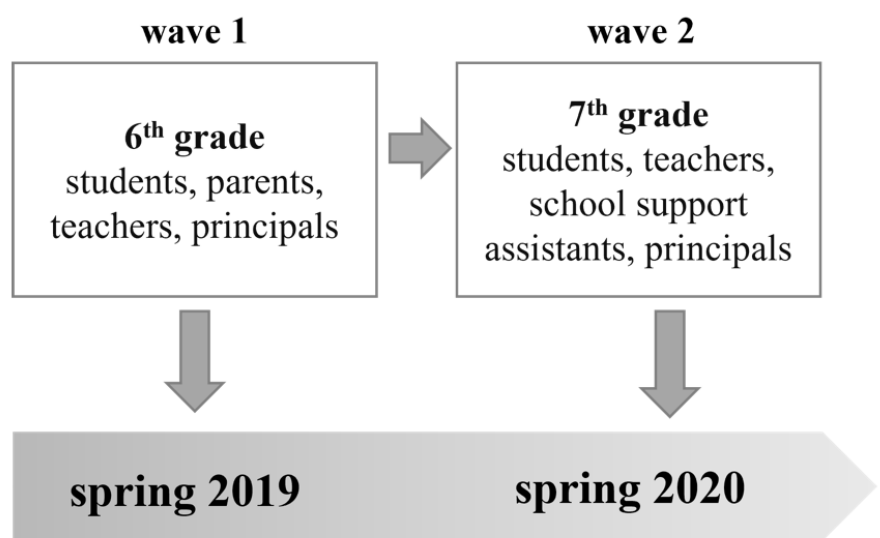 wave 1
6th grade
students, parents,
teachers, principals
wave 2
7th grade
students, teachers,
school support
assistants, principals
spring 2019
spring 2020